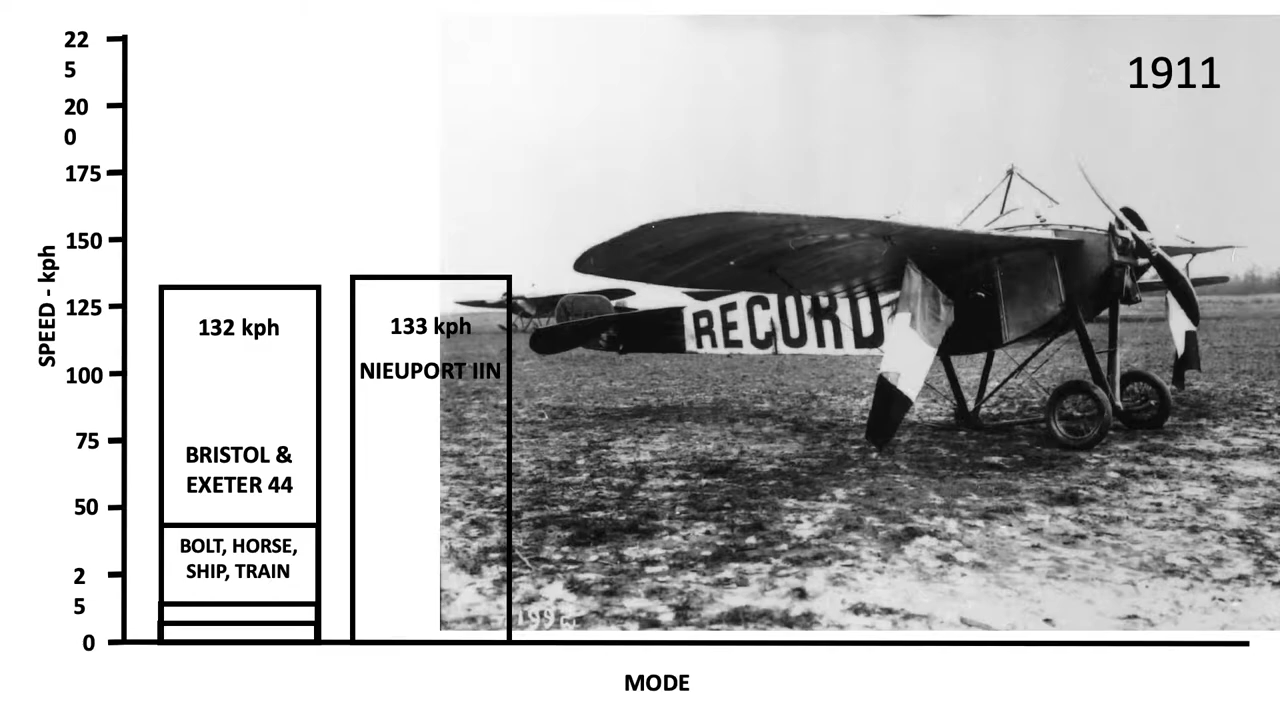 22
5
20
0
175
150
125
100
75
50
2
5
0
SPEED - kph
132 kph
BRISTOL &
EXETER 44
BOLT, HORSE,
SHIP, TRAIN
133 kph
NIEUPORT IIN
1911
RECORD
MODE